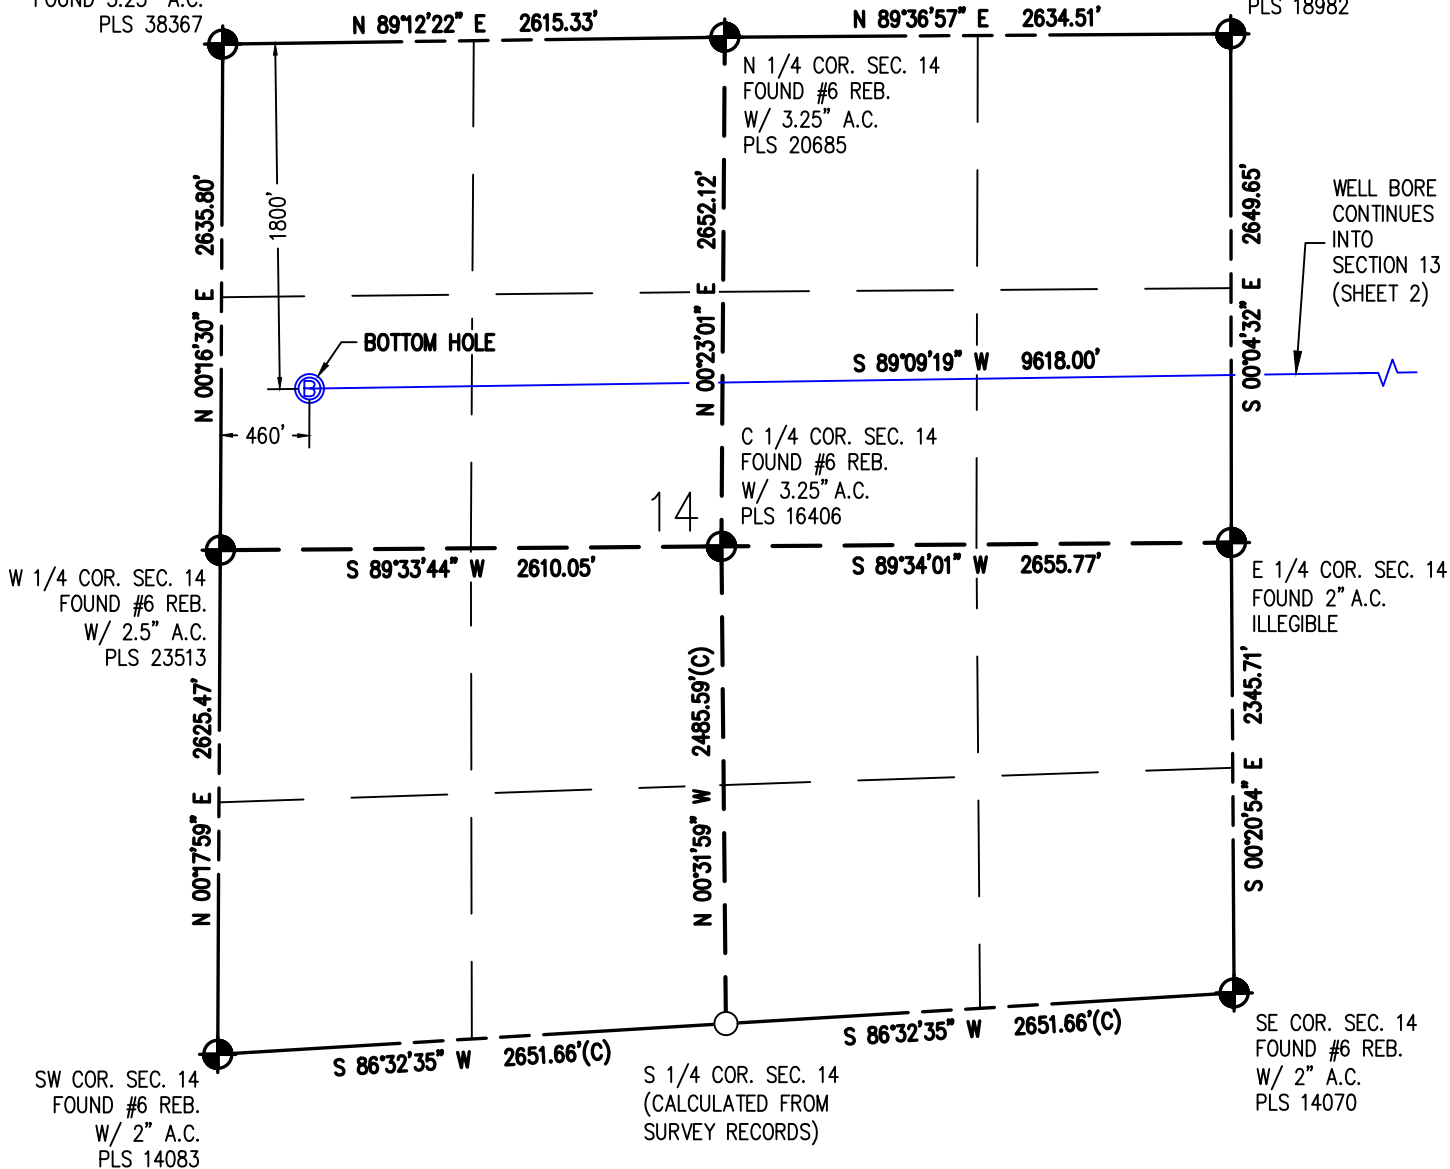 FOUND 3.25" A.C.
PLS 38367
N 89°12'22" E 2615.33'
N 89°36'57" E 2634.51'
PLS 18982
N 1/4 COR. SEC. 14
FOUND #6 REB.
W/ 3.25" A.C.
PLS 20685
N 00°16'30" E 2635.80'
1800'
N 00°23'01" E 2652.12'
S 00°04'32" E 2649.65'
WELL BORE
CONTINUES
INTO
SECTION 13
(SHEET 2)
BOTTOM HOLE
B
S 89°09'19" W 9618.00'
460'
C 1/4 COR. SEC. 14
FOUND #6 REB.
W/ 3.25" A.C.
PLS 16406
14
S 89°33'44" W 2610.05'
S 89°34'01" W 2655.77'
W 1/4 COR. SEC. 14
FOUND #6 REB.
W/ 2.5" A.C.
PLS 23513
E 1/4 COR. SEC. 14
FOUND 2" A.C.
ILLEGIBLE
N 00°17'59" E 2625.47'
N 00°31'59" W 2485.59'(C)
S 00°20'54" E 2345.71'
S 86°32'35" W 2651.66'(C)
S 86°32'35" W 2651.66'(C)
SW COR. SEC. 14
FOUND #6 REB.
W/ 2" A.C.
PLS 14083
S 1/4 COR. SEC. 14
(CALCULATED FROM
SURVEY RECORDS)
SE COR. SEC. 14
FOUND #6 REB.
W/ 2" A.C.
PLS 14070